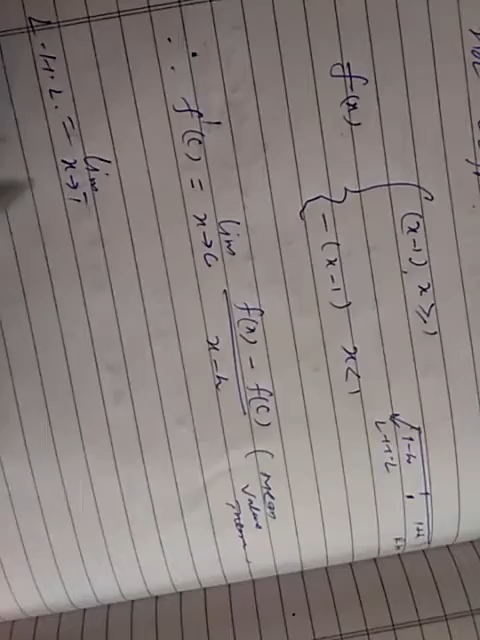 f(x) { (x-1), x ≥ 1
{ -(x-1) x < 1
1-h 1
L.H.L
∴ f'(c) = lim x→c f(x) - f(c) / x - h (mean value
L.H.L. = lim x→1⁻